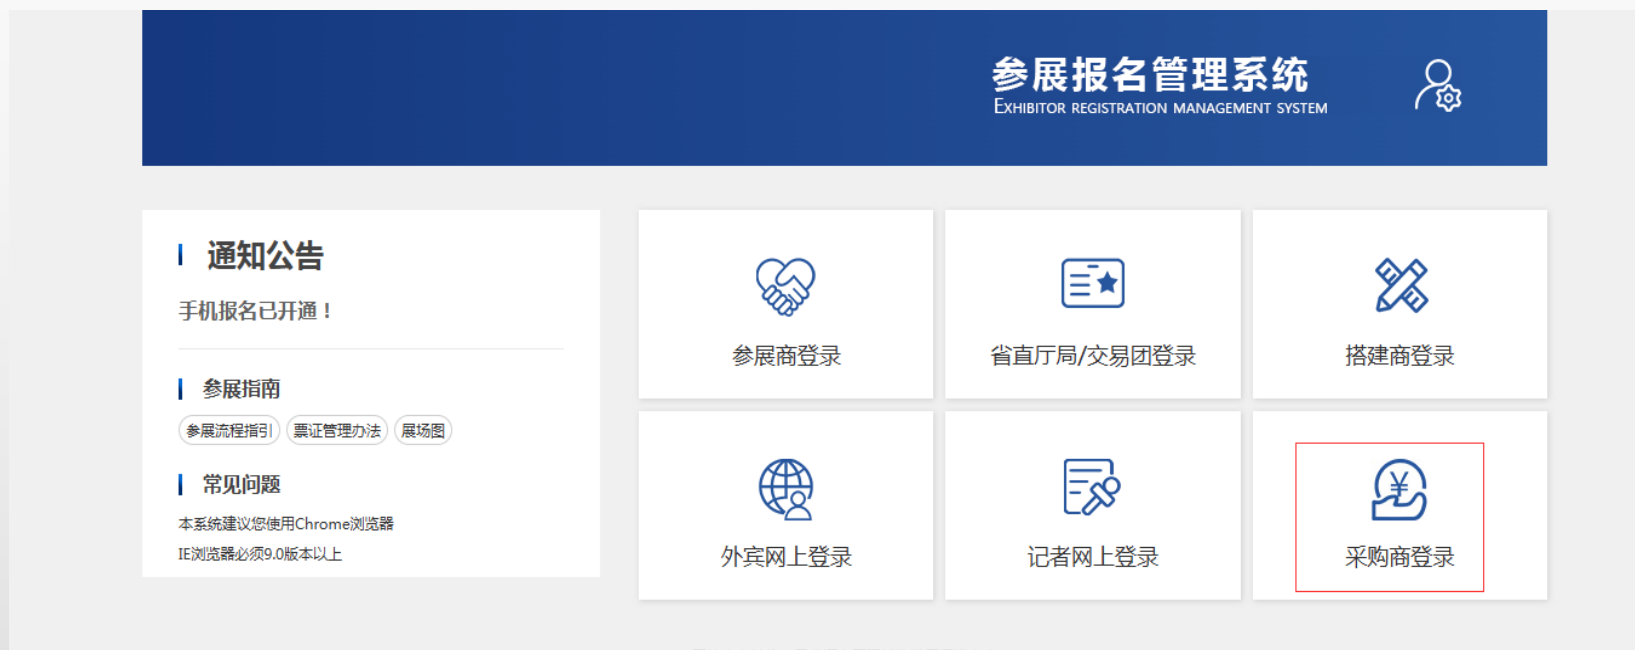 参展报名管理系统
EXHIBITOR REGISTRATION MANAGEMENT SYSTEM
通知公告
手机报名已开通！
参展指南
参展流程指引 票证管理办法 展场图
常见问题
本系统建议您使用Chrome浏览器
IE浏览器必须9.0版本以上
参展商登录
省直厅局/交易团登录
搭建商登录
外宾网上登录
记者网上登录
采购商登录